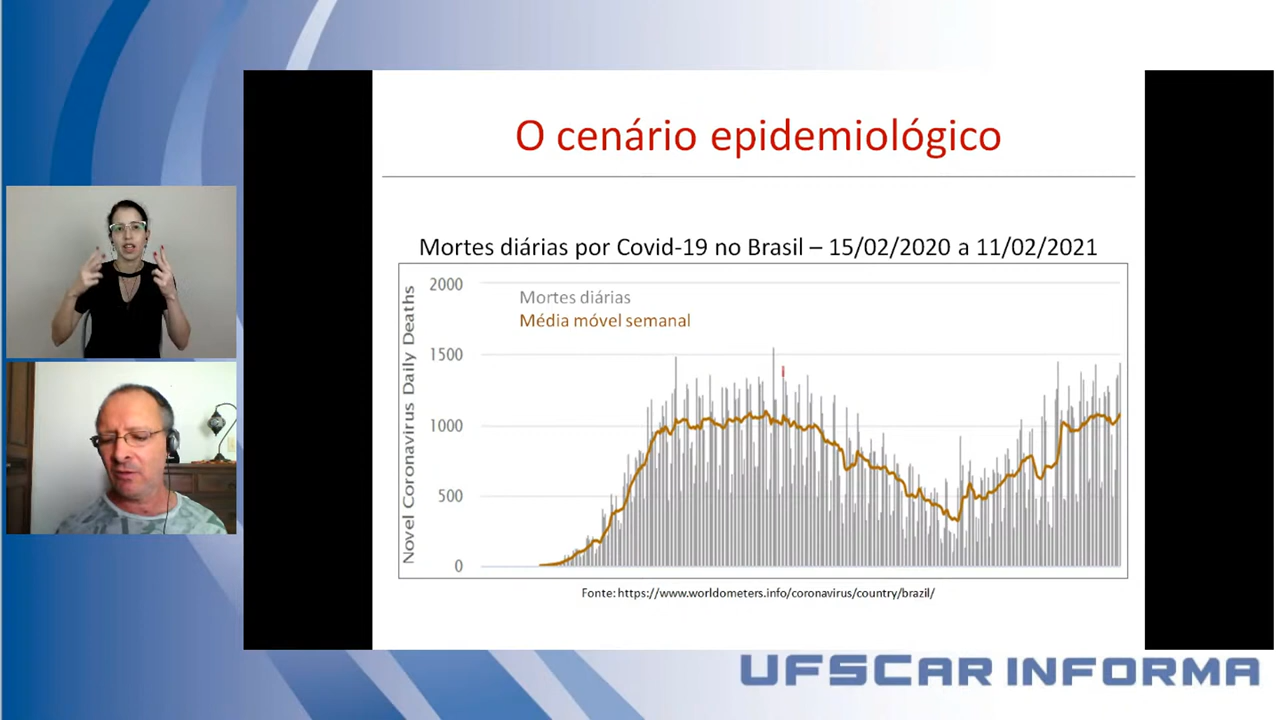 O cenário epidemiológico
Mortes diárias por Covid-19 no Brasil – 15/02/2020 a 11/02/2021
Novel Coronavirus Daily Deaths
2000
1500
1000
500
0
Mortes diárias
Média móvel semanal
Fonte: https://www.worldometers.info/coronavirus/country/brazil/
UFSCAR INFORMA